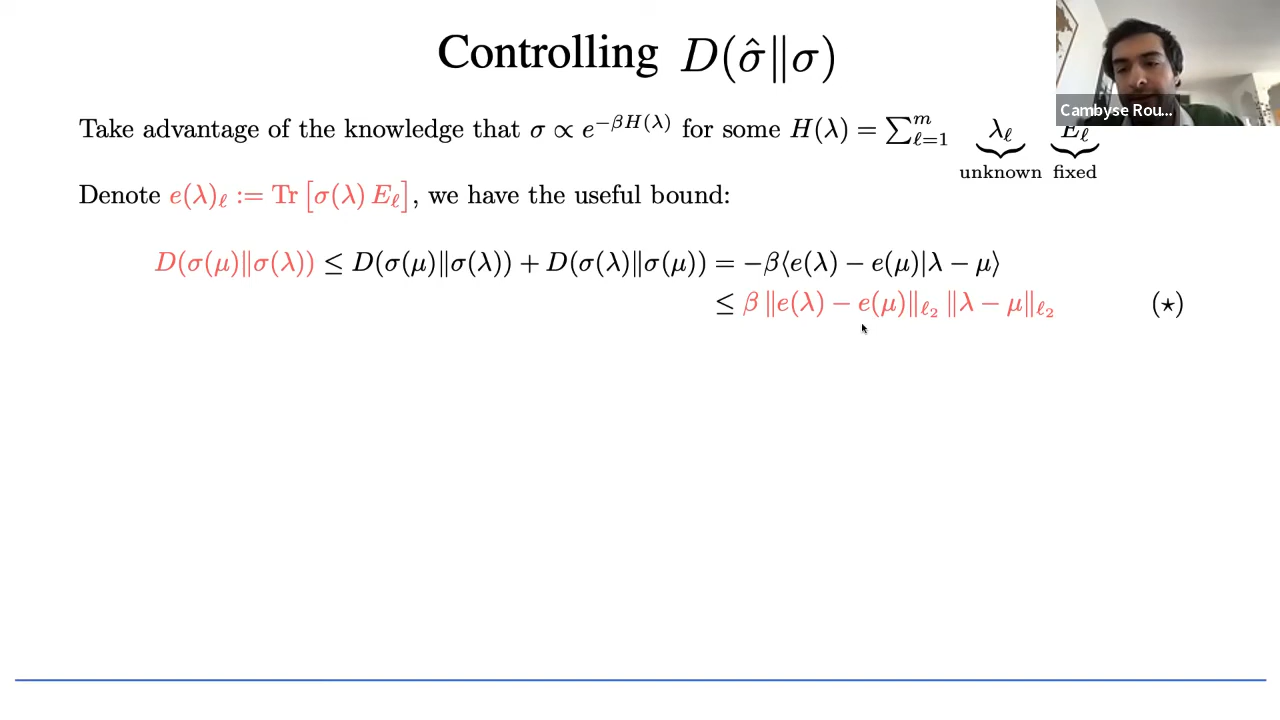 Controlling D(σ̂‖σ)
Cambyse Rou...
Take advantage of the knowledge that σ ∝ e^{−βH(λ)} for some H(λ) = ∑_{ℓ=1}^{m} λ_ℓ E_ℓ
unknown fixed
Denote e(λ)_ℓ := Tr [σ(λ) E_ℓ], we have the useful bound:
D(σ(μ)‖σ(λ)) ≤ D(σ(μ)‖σ(λ)) + D(σ(λ)‖σ(μ)) = −β⟨e(λ) − e(μ)|λ − μ⟩
≤ β ‖e(λ) − e(μ)‖_{ℓ₂} ‖λ − μ‖_{ℓ₂} (⋆)